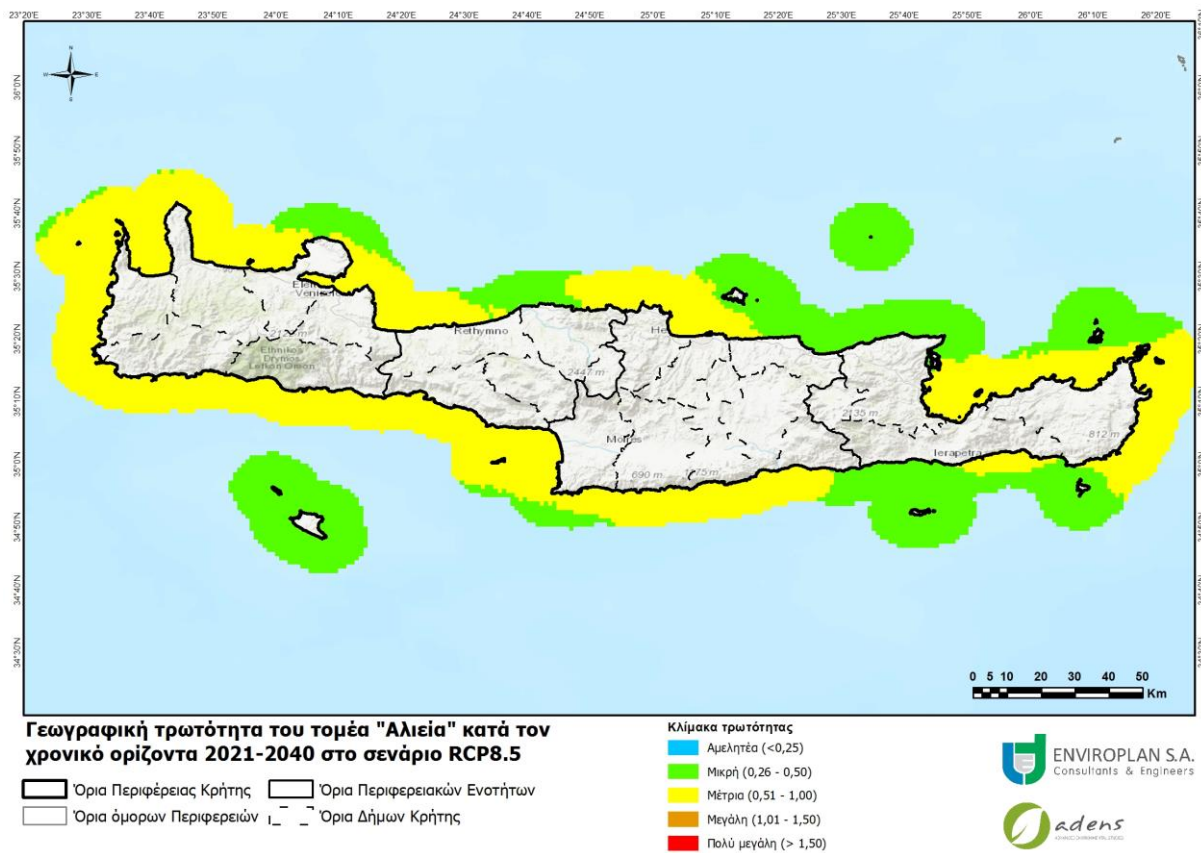 23°20'E 23°30'E 23°40'E 23°50'E 24°0'E 24°10'E 24°20'E 24°30'E 24°40'E 24°50'E 25°0'E 25°10'E 25°20'E 25°30'E 25°40'E 25°50'E 26°0'E 26°10'E 26°20'E
36°0'N
35°50'N
35°40'N
35°30'N
35°20'N
35°10'N
35°0'N
34°50'N
34°40'N
34°30'N
N
W E
S
Venise
Rethymno
Ethnikos
Drymos
Lefkon Oreon
2447 m
Moires
690 m
2135 m.
Ierapetra
812 m
0 5 10 20 30 40 50
Km
Γεωγραφική τρωτότητα του τομέα "Αλιεία" κατά τον
χρονικό ορίζοντα 2021-2040 στο σενάριο RCP8.5
Όρια Περιφέρειας Κρήτης
Όρια Περιφερειακών Ενοτήτων
Όρια όμορων Περιφερειών
Όρια Δήμων Κρήτης
Κλίμακα τρωτότητας
Αμελητέα (<0,25)
Μικρή (0,26 - 0,50)
Μέτρια (0,51 - 1,00)
Μεγάλη (1,01 - 1,50)
Πολύ μεγάλη (> 1,50)
ENVIROPLAN S.A.
Consultants & Engineers
adens